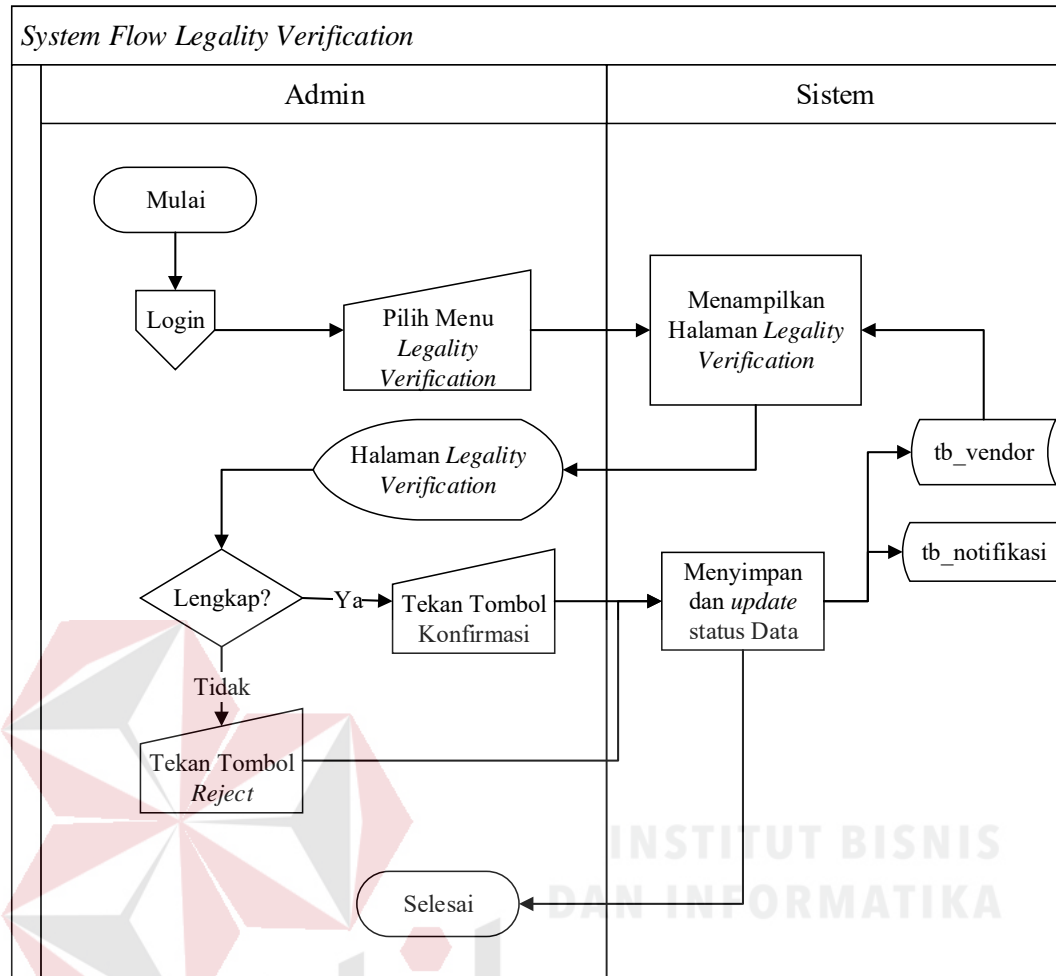 System Flow Legality Verification
Admin
Sistem
Mulai
Login
Pilih Menu
Legality
Verification
Menampilkan
Halaman Legality
Verification
Halaman Legality
Verification
tb_vendor
tb_notifikasi
Lengkap?
Ya
Tekan Tombol
Konfirmasi
Menyimpan
dan update
status Data
Tidak
Tekan Tombol
Reject
Selesai
INSTITUT BISNIS
DAN INFORMATIKA